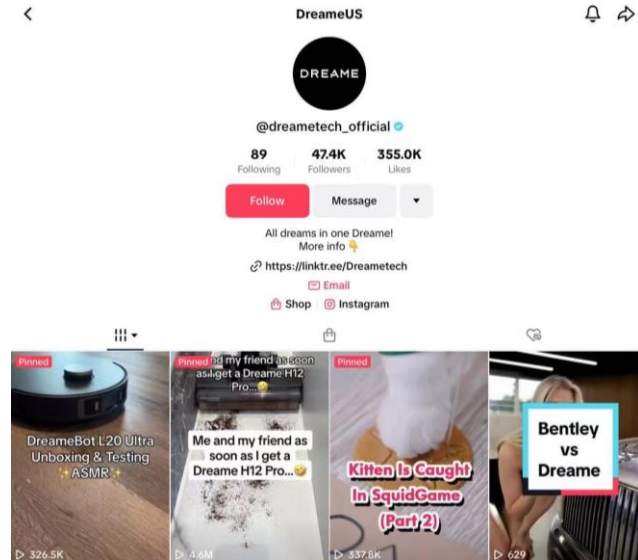 DreameUS
DREAME
@dreametech_official
89 47.4K 355.0K
Following Followers Likes
Follow Message
All dreams in one Dreame!
More info 👇
https://linktr.ee/Dreametech
Email
Shop Instagram
Pinned
DreameBot L20 Ultra
Unboxing & Testing
✨ASMR✨
326.5K
Pinned
nd my friend as soon
as I get a Dreame H12
Pro...🤣
Me and my friend as
soon as I get a
Dreame H12 Pro...🤣
4.6M
Pinned
Kitten Is Caught
In SquidGame
(Part 2)
337.8K
Bentley
vs
Dreame
629